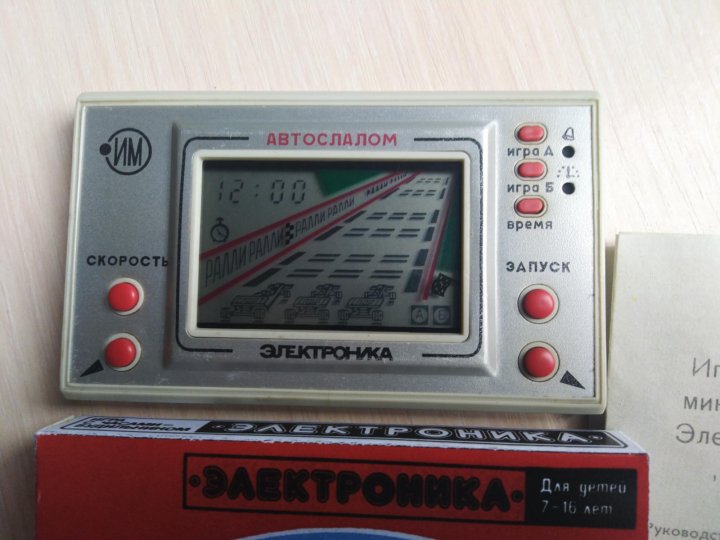 ИМ
АВТОСЛАЛОМ
игра А
игра Б
время
12:00
РАЛЛИ РАЛЛИ РАЛЛИ РАЛЛИ
СКОРОСТЬ
ЗАПУСК
А Б
ЭЛЕКТРОНИКА
·ЭЛЕКТРОНИКА·
·ЭЛЕКТРОНИКА·
Для детей
7-16 лет
Иг
мин
Эле